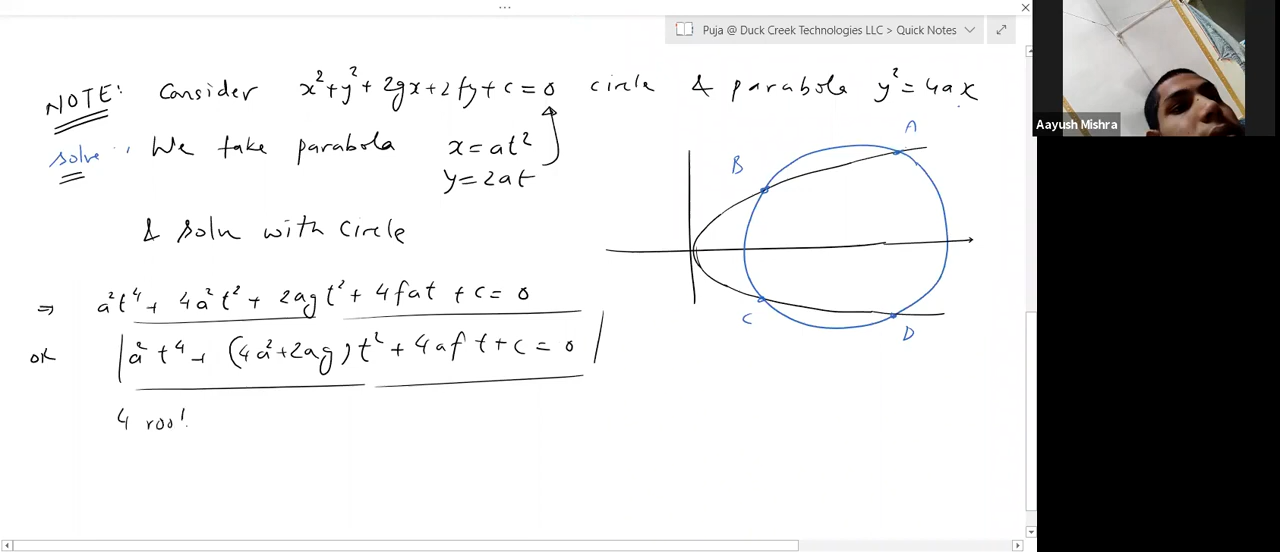 Puja @ Duck Creek Technologies LLC > Quick Notes
NOTE: Consider x²+y²+2gx+2fy+c=0 circle & parabola y²=4ax
Aayush Mishra
Solve: We take parabola x=at²
y=2at
A
B
& solv with circle
⇒ a²t⁴+ 4a²t²+ 2agt²+ 4fat +c= 0
C
D
or a²t⁴+ (4a²+2ag)t²+4aft+c=0
4 root